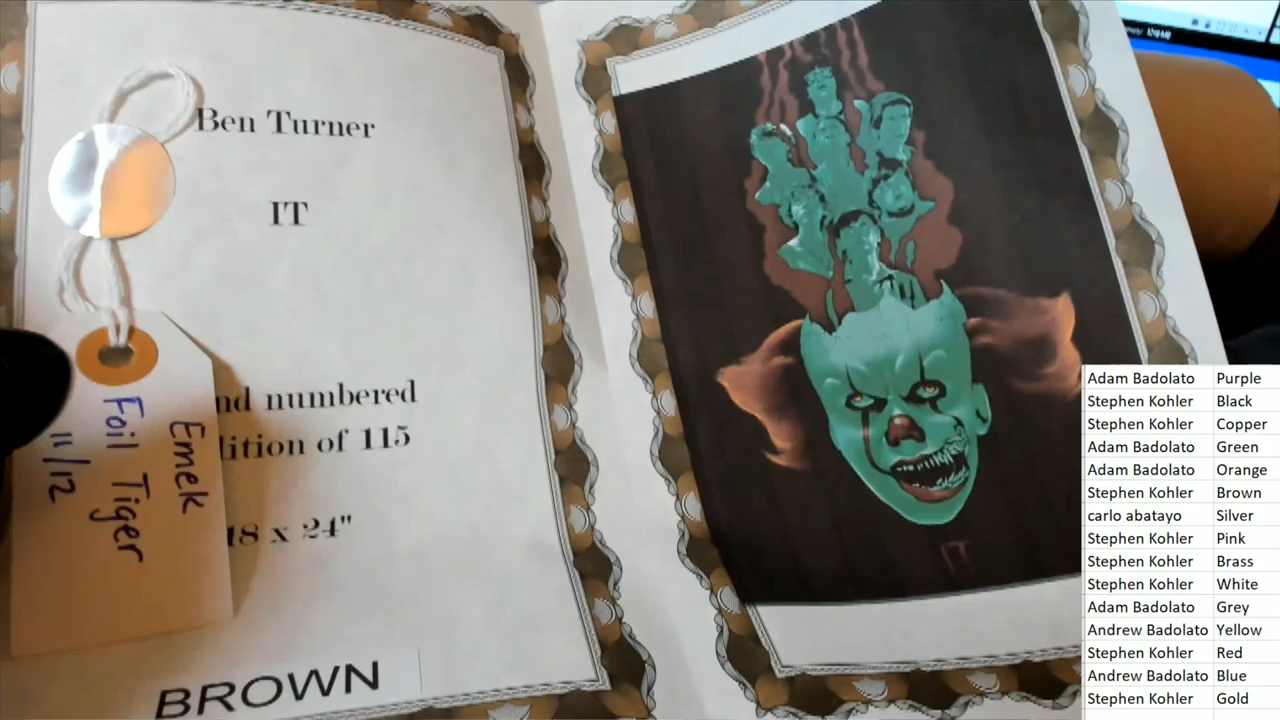 Ben Turner
IT
nd numbered
dition of 115
18 x 24"
Emek
Foil Tiger
11/12
BROWN
IT
Adam Badolato Purple
Stephen Kohler Black
Stephen Kohler Copper
Adam Badolato Green
Adam Badolato Orange
Stephen Kohler Brown
carlo abatayo Silver
Stephen Kohler Pink
Stephen Kohler Brass
Stephen Kohler White
Adam Badolato Grey
Andrew Badolato Yellow
Stephen Kohler Red
Andrew Badolato Blue
Stephen Kohler Gold